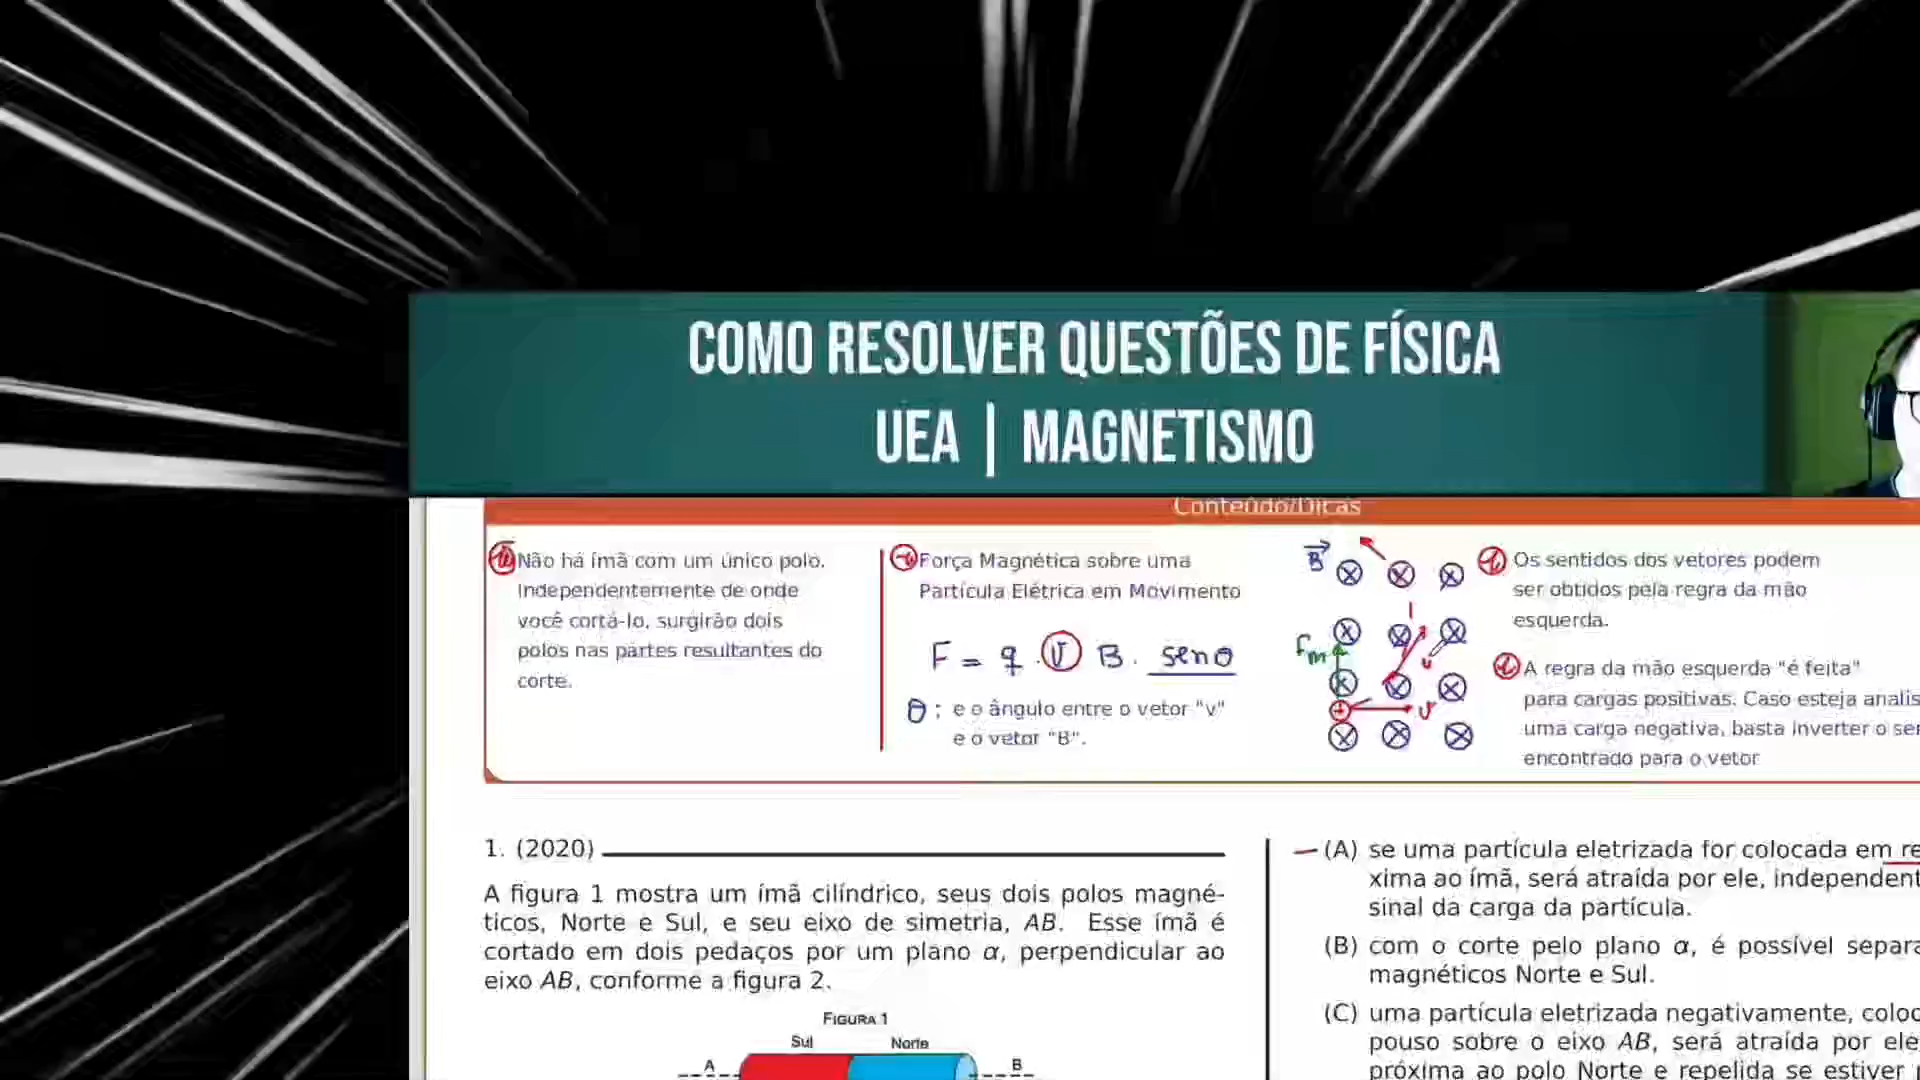 COMO RESOLVER QUESTÕES DE FÍSICA
UEA | MAGNETISMO
Conteúdo/Dicas
Não há ímã com um único polo.
Independentemente de onde
você cortá-lo, surgirão dois
polos nas partes resultantes do
corte.
Força Magnética sobre uma
Partícula Elétrica em Movimento
F = q . V B . senθ
θ : e o ângulo entre o vetor "v"
e o vetor "B".
B
Fm
v
v
Os sentidos dos vetores podem
ser obtidos pela regra da mão
esquerda.
A regra da mão esquerda "é feita"
para cargas positivas. Caso esteja analis
uma carga negativa, basta inverter o sen
encontrado para o vetor
1. (2020)
A figura 1 mostra um ímã cilíndrico, seus dois polos magné-
ticos, Norte e Sul, e seu eixo de simetria, AB. Esse ímã é
cortado em dois pedaços por um plano α, perpendicular ao
eixo AB, conforme a figura 2.
FIGURA 1
Sul Norte
A B
(A) se uma partícula eletrizada for colocada em re
xima ao ímã, será atraída por ele, independent
sinal da carga da partícula.
(B) com o corte pelo plano α, é possível separa
magnéticos Norte e Sul.
(C) uma partícula eletrizada negativamente, coloc
pouso sobre o eixo AB, será atraída por ele
próxima ao polo Norte e repelida se estiver p